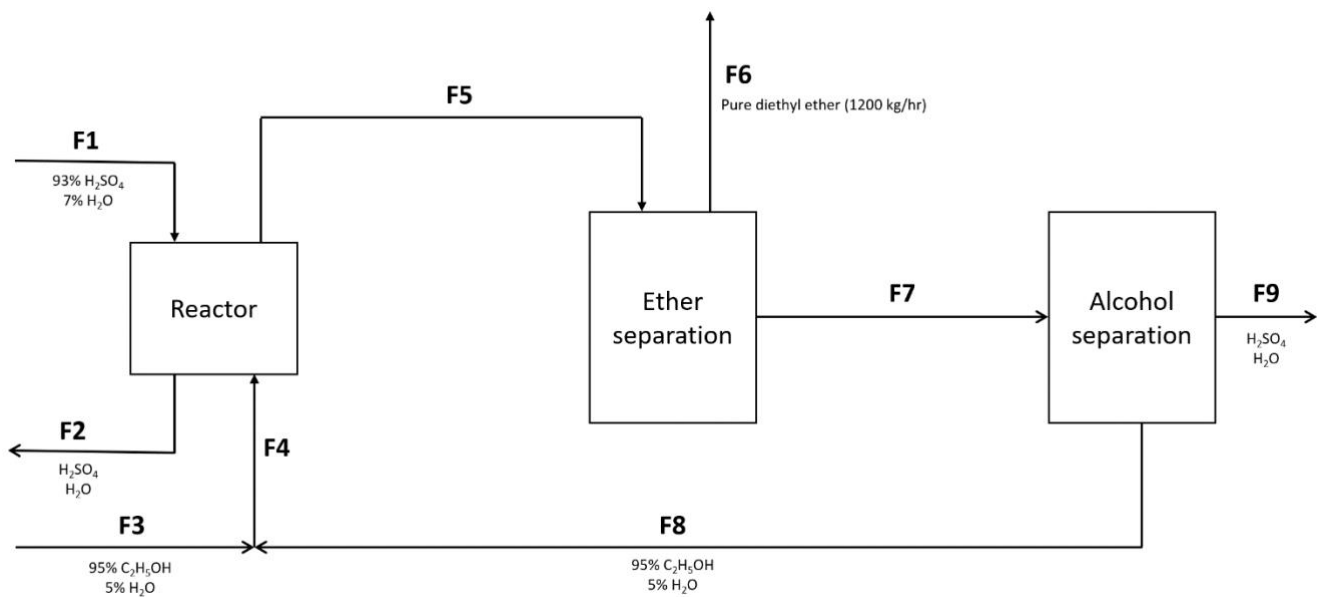 F6
Pure diethyl ether (1200 kg/hr)
F5
F1
93% H₂SO₄
7% H₂O
Reactor
Ether
separation
F7
Alcohol
separation
F9
H₂SO₄
H₂O
F2
H₂SO₄
H₂O
F4
F3
95% C₂H₅OH
5% H₂O
F8
95% C₂H₅OH
5% H₂O